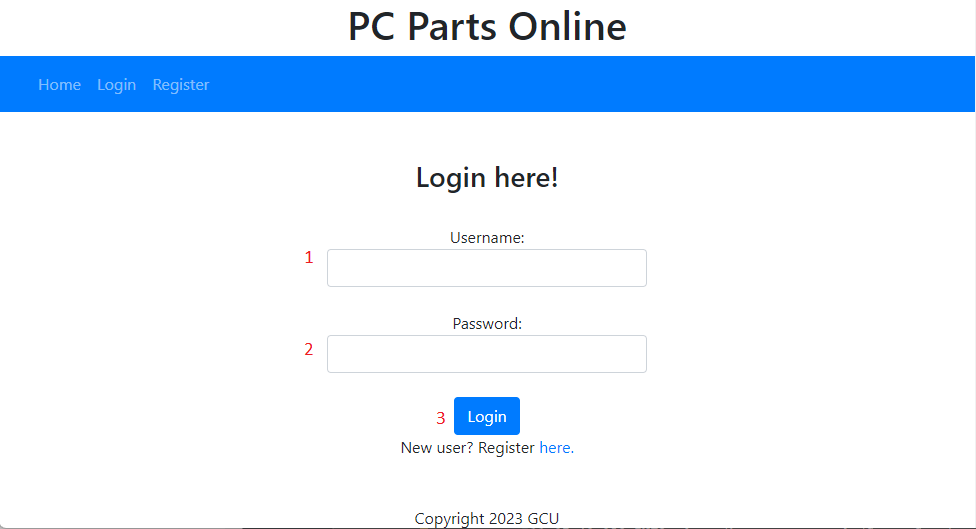 PC Parts Online
Home Login Register
Login here!
Username:
1
Password:
2
3 Login
New user? Register here.
Copyright 2023 GCU